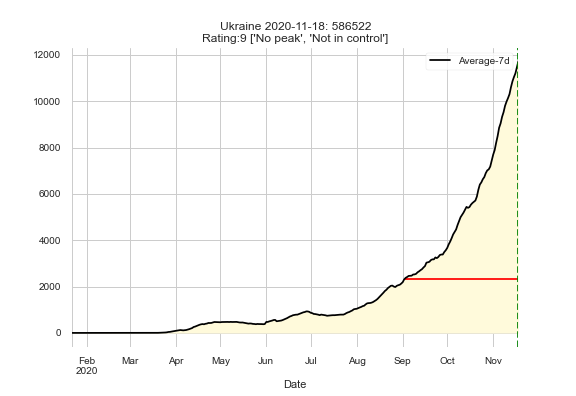 Ukraine 2020-11-18: 586522
Rating:9 ['No peak', 'Not in control']
Average-7d
12000
10000
8000
6000
4000
2000
0
Feb Mar Apr May Jun Jul Aug Sep Oct Nov
2020
Date